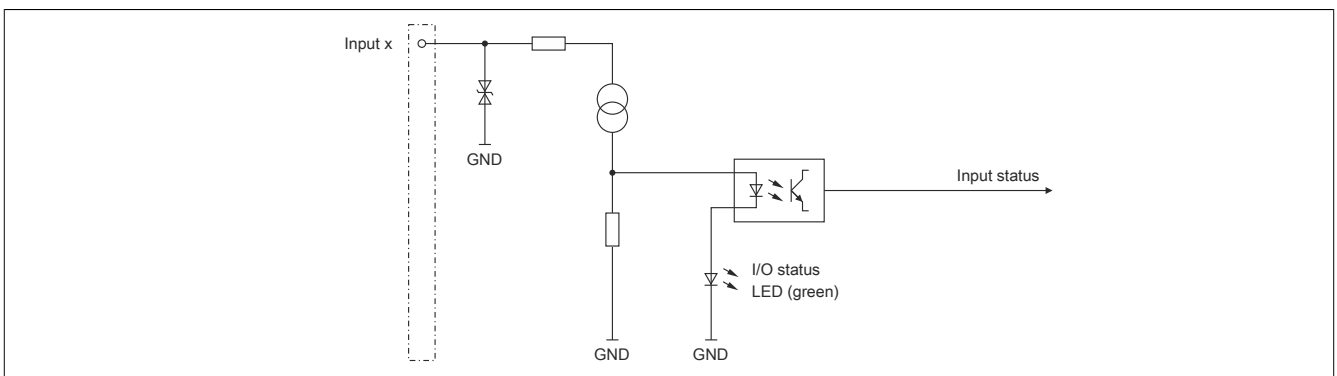 Input x
GND
Input status
I/O status
LED (green)
GND
GND